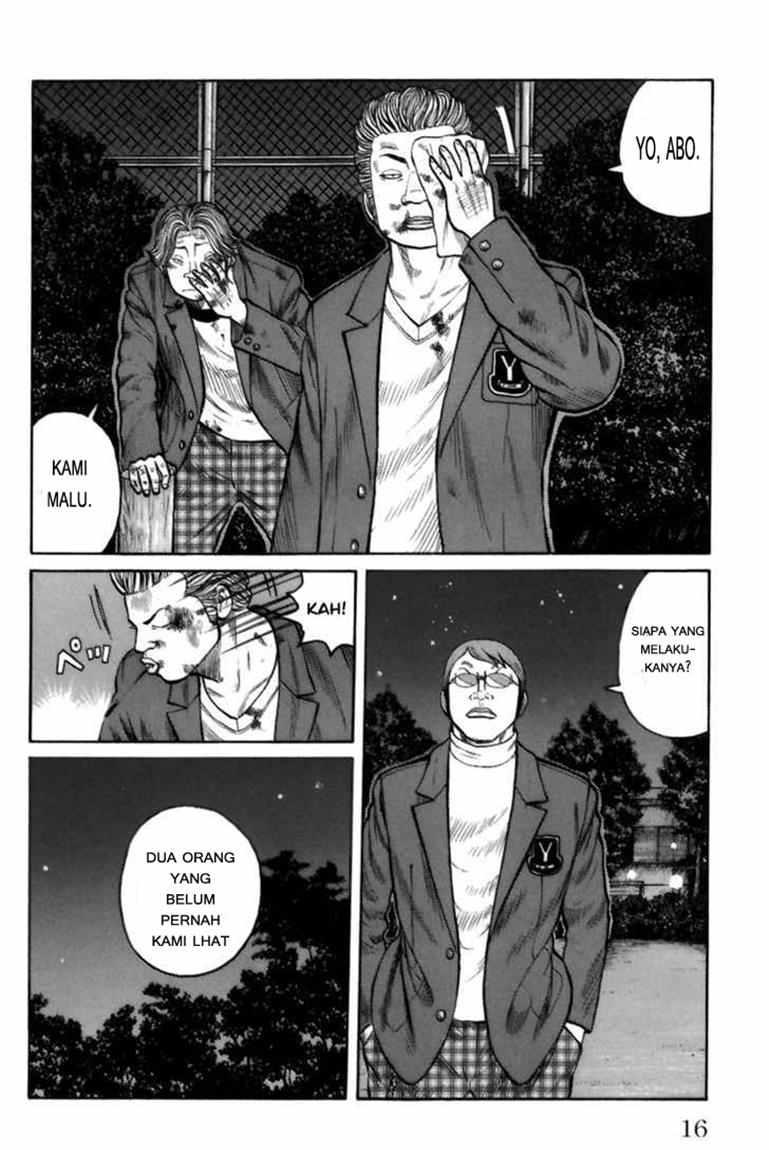 YO, ABO.
KAMI
MALU.
KAH!
ペッ
SIAPA YANG
MELAKU-
KANYA?
DUA ORANG
YANG
BELUM
PERNAH
KAMI LHAT
Y
Y
16